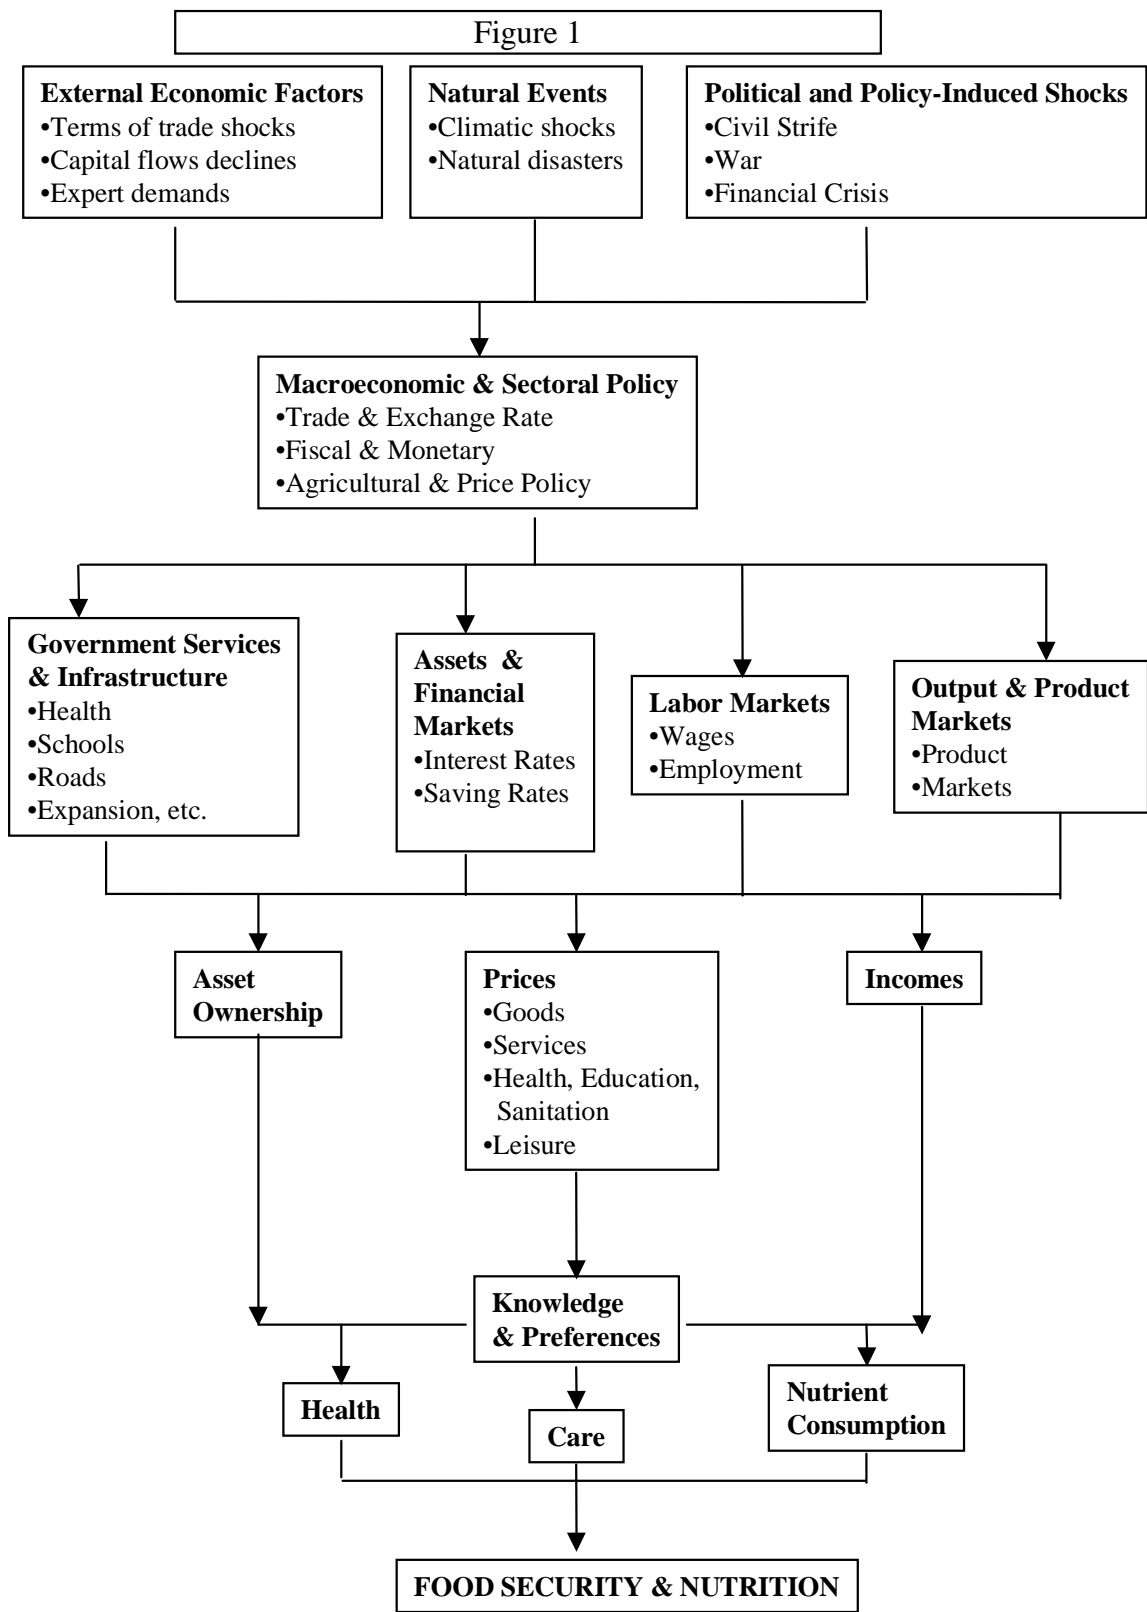 Figure 1
External Economic Factors
•Terms of trade shocks
•Capital flows declines
•Expert demands
Natural Events
•Climatic shocks
•Natural disasters
Political and Policy-Induced Shocks
•Civil Strife
•War
•Financial Crisis
Macroeconomic & Sectoral Policy
•Trade & Exchange Rate
•Fiscal & Monetary
•Agricultural & Price Policy
Government Services
& Infrastructure
•Health
•Schools
•Roads
•Expansion, etc.
Assets &
Financial
Markets
•Interest Rates
•Saving Rates
Labor Markets
•Wages
•Employment
Output & Product
Markets
•Product
•Markets
Asset
Ownership
Prices
•Goods
•Services
•Health, Education,
Sanitation
•Leisure
Incomes
Knowledge
& Preferences
Health
Care
Nutrient
Consumption
FOOD SECURITY & NUTRITION